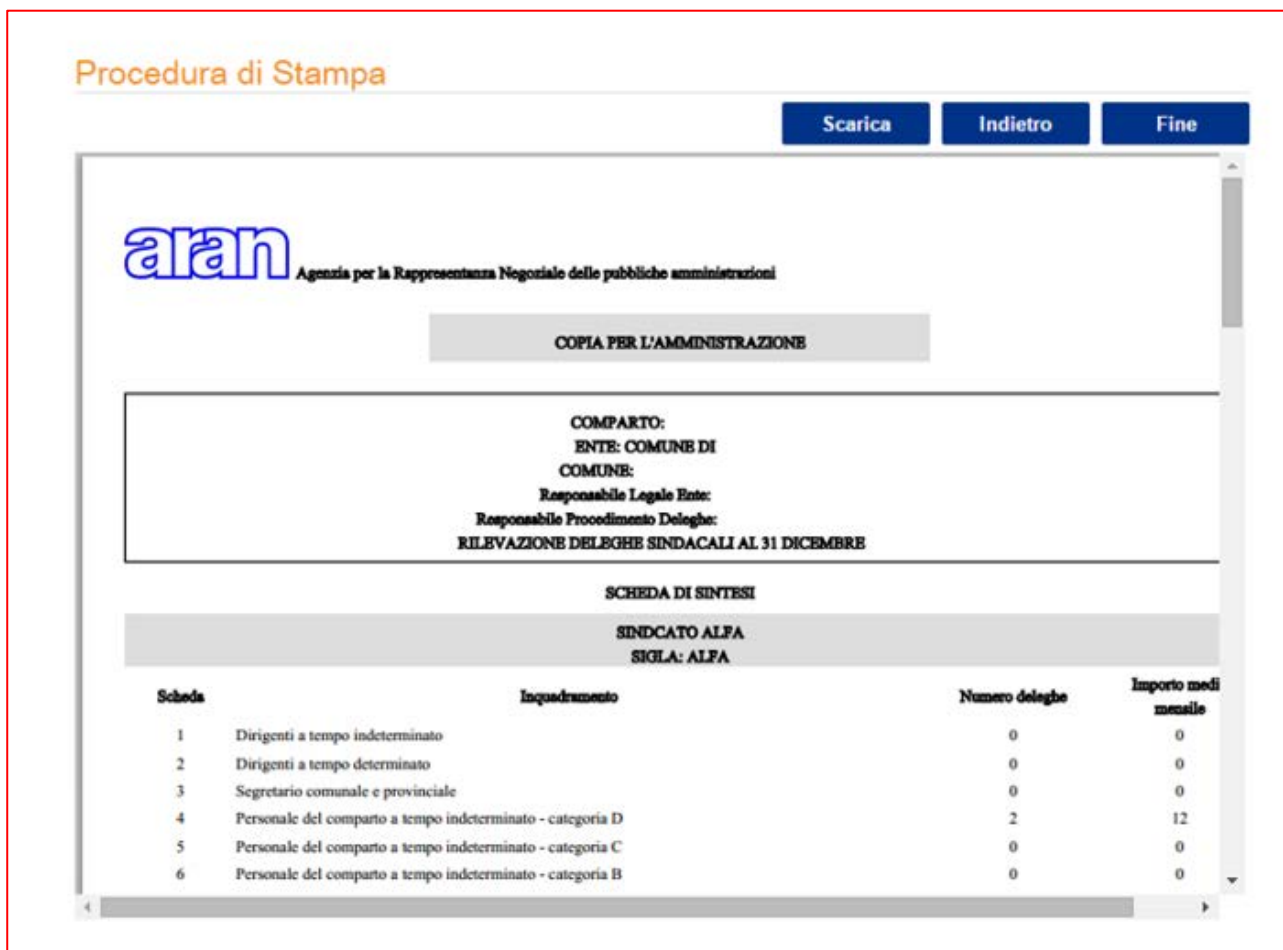 Procedura di Stampa
Scarica Indietro Fine
aran Agenzia per la Rappresentanza Negoziale delle pubbliche amministrazioni
COPIA PER L'AMMINISTRAZIONE
COMPARTO:
ENTE: COMUNE DI
COMUNE:
Responsabile Legale Ente:
Responsabile Procedimento Deleghe:
RILEVAZIONE DELEGHE SINDACALI AL 31 DICEMBRE
SCHEDA DI SINTESI
SINDCATO ALFA
SIGLA: ALFA
Scheda Inquadramento Numero deleghe Importo medi mensile
1 Dirigenti a tempo indeterminato 0 0
2 Dirigenti a tempo determinato 0 0
3 Segretario comunale e provinciale 0 0
4 Personale del comparto a tempo indeterminato - categoria D 2 12
5 Personale del comparto a tempo indeterminato - categoria C 0 0
6 Personale del comparto a tempo indeterminato - categoria B 0 0